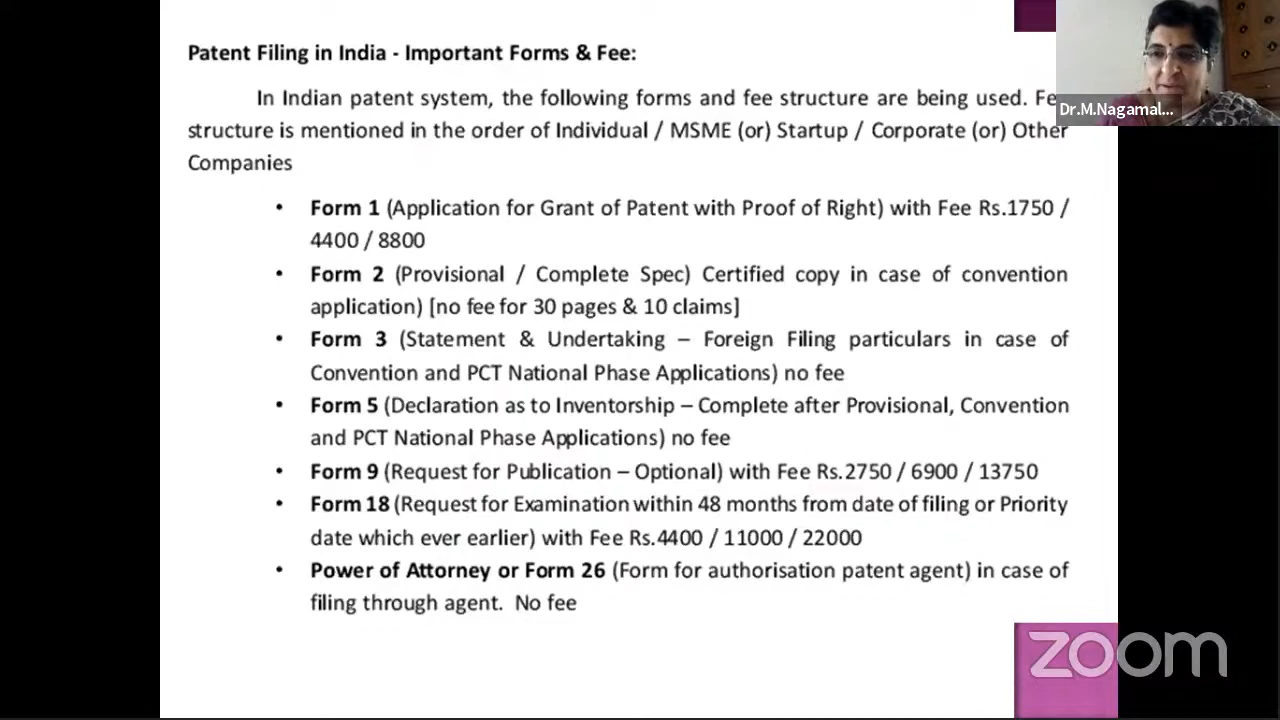 Patent Filing in India - Important Forms & Fee:
In Indian patent system, the following forms and fee structure are being used. Fe
structure is mentioned in the order of Individual / MSME (or) Startup / Corporate (or) Other
Companies
• Form 1 (Application for Grant of Patent with Proof of Right) with Fee Rs.1750 /
4400 / 8800
• Form 2 (Provisional / Complete Spec) Certified copy in case of convention
application) [no fee for 30 pages & 10 claims]
• Form 3 (Statement & Undertaking – Foreign Filing particulars in case of
Convention and PCT National Phase Applications) no fee
• Form 5 (Declaration as to Inventorship – Complete after Provisional, Convention
and PCT National Phase Applications) no fee
• Form 9 (Request for Publication – Optional) with Fee Rs.2750 / 6900 / 13750
• Form 18 (Request for Examination within 48 months from date of filing or Priority
date which ever earlier) with Fee Rs.4400 / 11000 / 22000
• Power of Attorney or Form 26 (Form for authorisation patent agent) in case of
filing through agent. No fee
Dr.M.Nagamal...
zoom